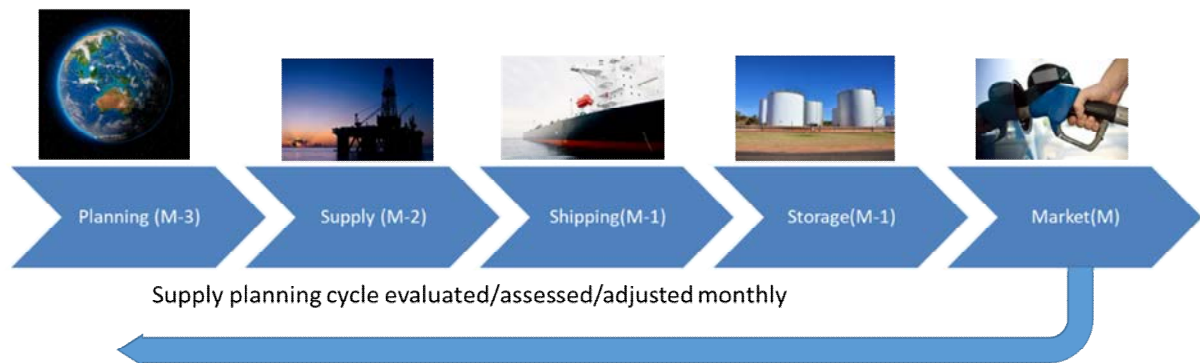 Planning (M-3)
Supply (M-2)
Shipping(M-1)
Storage(M-1)
Market(M)
Supply planning cycle evaluated/assessed/adjusted monthly